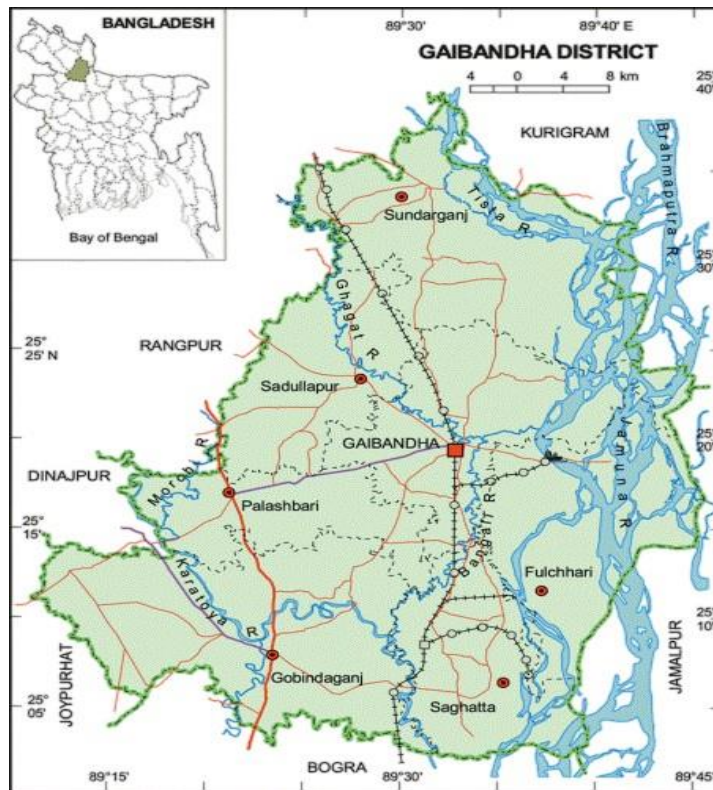 BANGLADESH
Bay of Bengal
89°30'
89°40' E
GAIBANDHA DISTRICT
4 0 4 8 km
25°
40'
KURIGRAM
Brahmaputra R
Tista R
Sundarganj
25°
30'
Ghagat R
25°
25' N
RANGPUR
Sadullapur
GAIBANDHA
25°
20'
Jamuna R
DINAJPUR
Morchi R
Palashbari
25°
15'
Bangali R
Karatoya R
Fulchhari
25°
10'
JOYPURHAT
Gobindaganj
Saghatta
JAMALPUR
25°
05'
BOGRA
89°15'
89°30'
89°45'